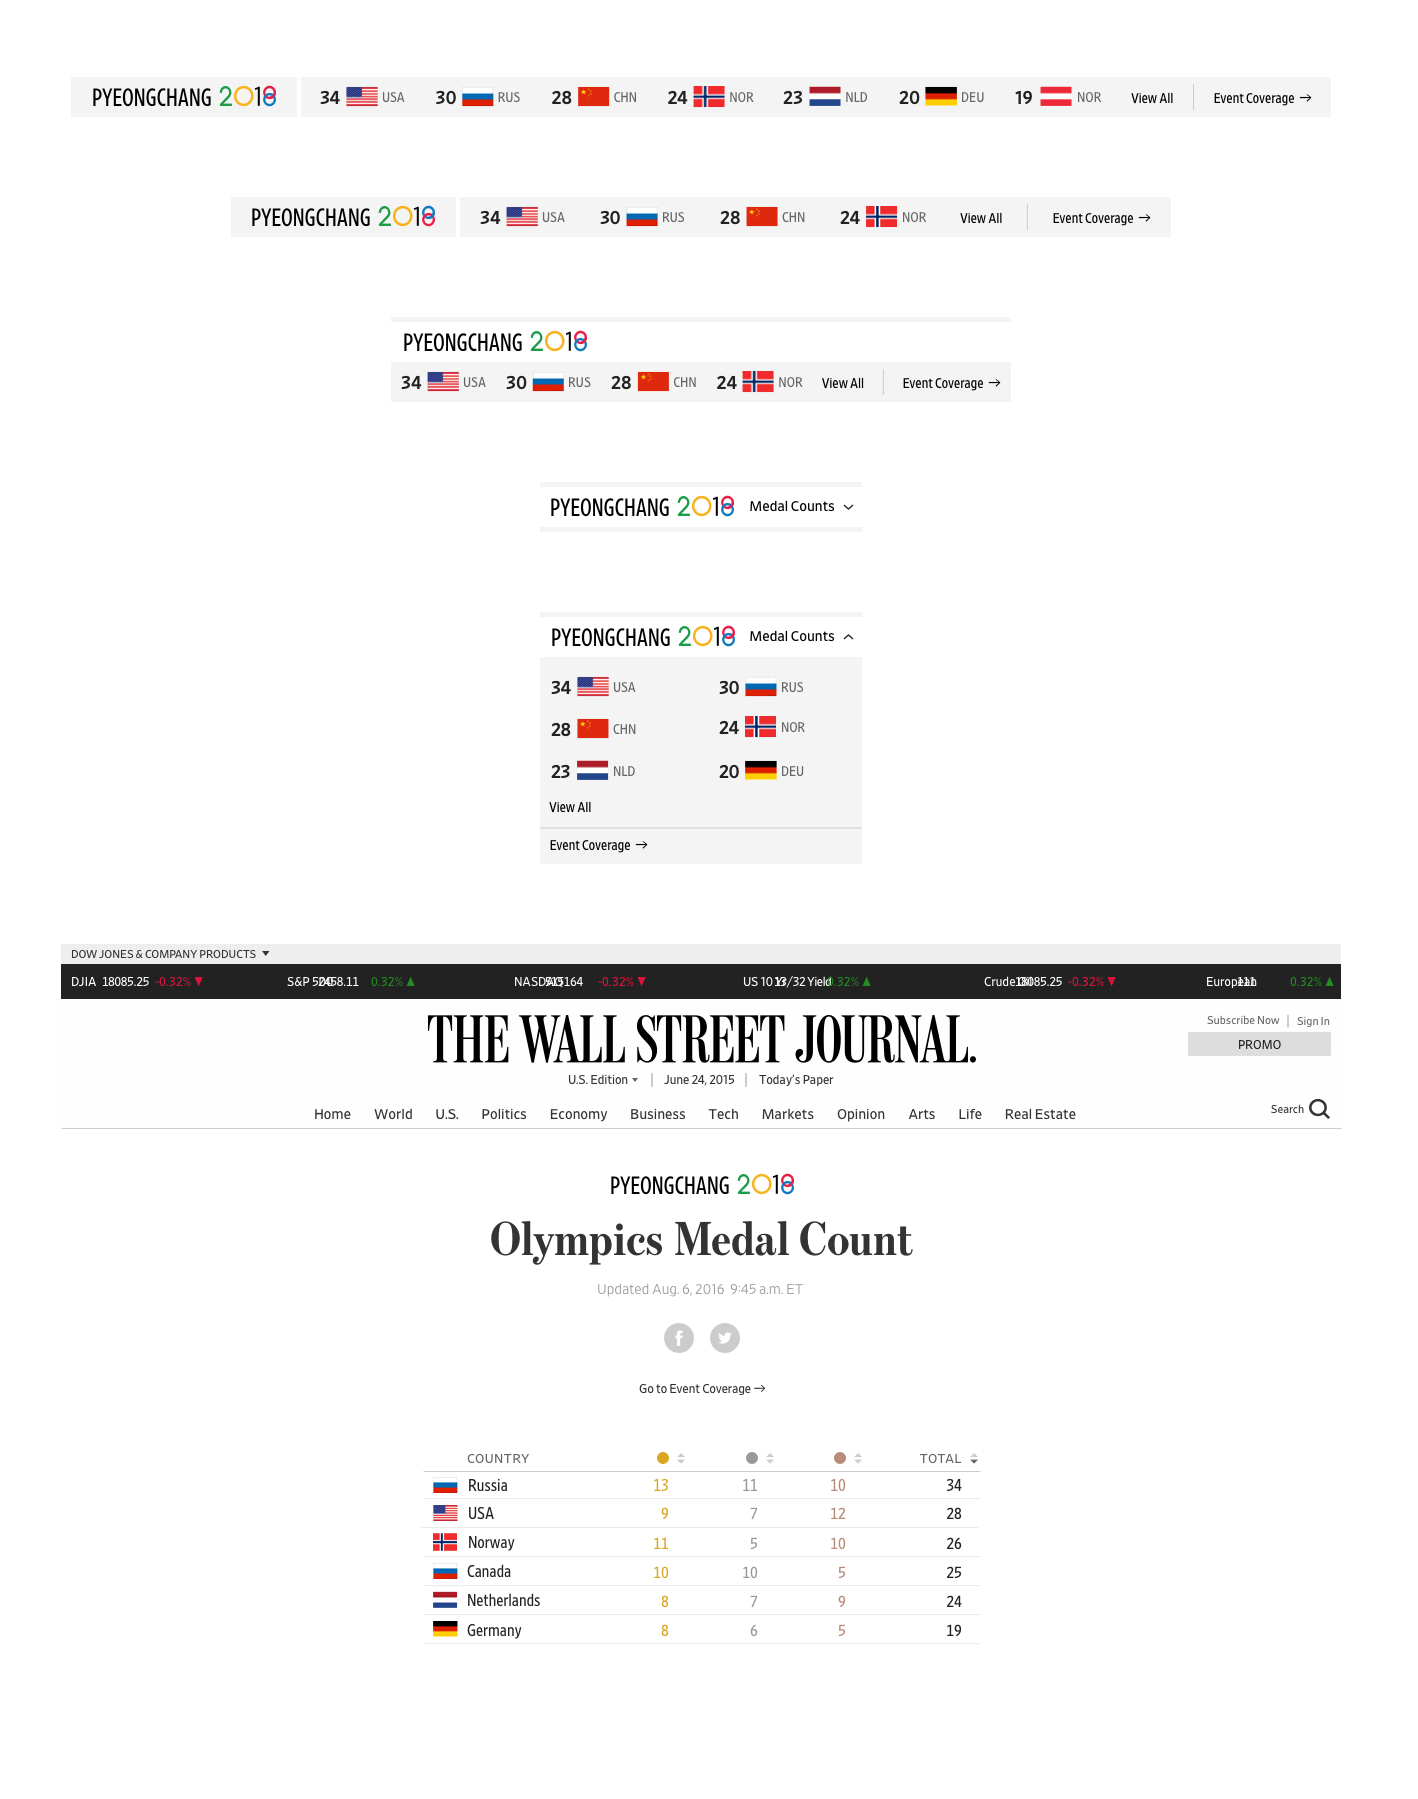 PYEONGCHANG 2018 34 USA 30 RUS 28 CHN 24 NOR 23 NLD 20 DEU 19 NOR View All Event Coverage →
PYEONGCHANG 2018 34 USA 30 RUS 28 CHN 24 NOR View All Event Coverage →
PYEONGCHANG 2018
34 USA 30 RUS 28 CHN 24 NOR View All Event Coverage →
PYEONGCHANG 2018 Medal Counts
PYEONGCHANG 2018 Medal Counts
34 USA 30 RUS
28 CHN 24 NOR
23 NLD 20 DEU
View All
Event Coverage →
DOW JONES & COMPANY PRODUCTS
DJIA 18085.25 -0.32% ▼ S&P 0.32% ▲ NASDAQ -0.32% ▼ US 10 Yr 0.32% ▲ Crude Oil 18085.25 -0.32% ▼ European 111 0.32% ▲
THE WALL STREET JOURNAL.
Subscribe Now | Sign In
PROMO
U.S. Edition | June 24, 2015 | Today's Paper
Home World U.S. Politics Economy Business Tech Markets Opinion Arts Life Real Estate Search
PYEONGCHANG 2018
Olympics Medal Count
Updated Aug. 6, 2016 9:45 a.m. ET
Go to Event Coverage →
COUNTRY TOTAL
Russia 13 11 10 34
USA 9 7 12 28
Norway 11 5 10 26
Canada 10 10 5 25
Netherlands 8 7 9 24
Germany 8 6 5 19